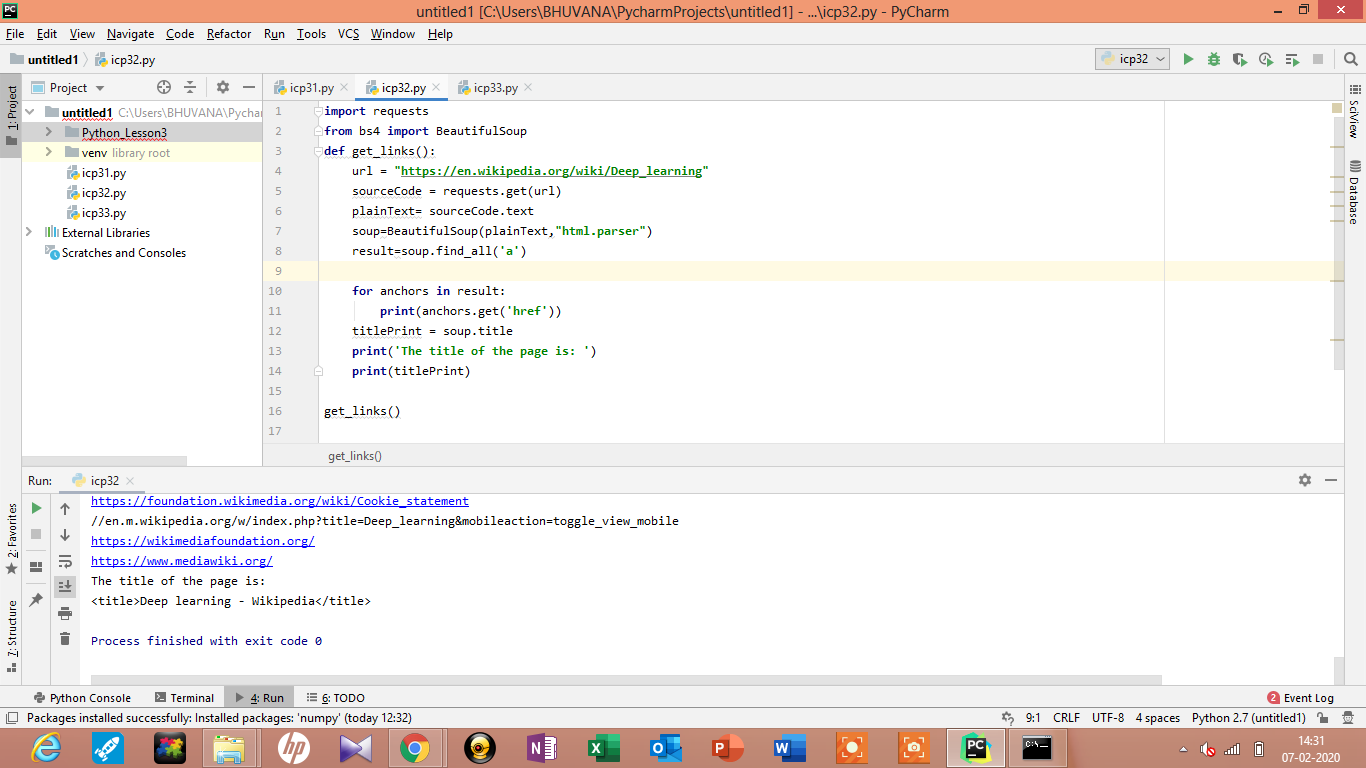 untitled1 [C:\Users\BHUVANA\PycharmProjects\untitled1] - ...\icp32.py - PyCharm
File Edit View Navigate Code Refactor Run Tools VCS Window Help
untitled1 icp32.py icp32
1: Project
Project
untitled1 C:\Users\BHUVANA\Pychar
Python_Lesson3
venv library root
icp31.py
icp32.py
icp33.py
External Libraries
Scratches and Consoles
icp31.py icp32.py icp33.py
1 import requests
2 from bs4 import BeautifulSoup
3 def get_links():
4 url = "https://en.wikipedia.org/wiki/Deep_learning"
5 sourceCode = requests.get(url)
6 plainText= sourceCode.text
7 soup=BeautifulSoup(plainText,"html.parser")
8 result=soup.find_all('a')
9
10 for anchors in result:
11 print(anchors.get('href'))
12 titlePrint = soup.title
13 print('The title of the page is: ')
14 print(titlePrint)
15
16 get_links()
17
get_links()
SciView
Database
Run: icp32
https://foundation.wikimedia.org/wiki/Cookie_statement
//en.m.wikipedia.org/w/index.php?title=Deep_learning&mobileaction=toggle_view_mobile
https://wikimediafoundation.org/
https://www.mediawiki.org/
The title of the page is:
<title>Deep learning - Wikipedia</title>
Process finished with exit code 0
2: Favorites
7: Structure
Python Console Terminal 4: Run 6: TODO 2 Event Log
Packages installed successfully: Installed packages: 'numpy' (today 12:32) 9:1 CRLF UTF-8 4 spaces Python 2.7 (untitled1)
14:31
07-02-2020